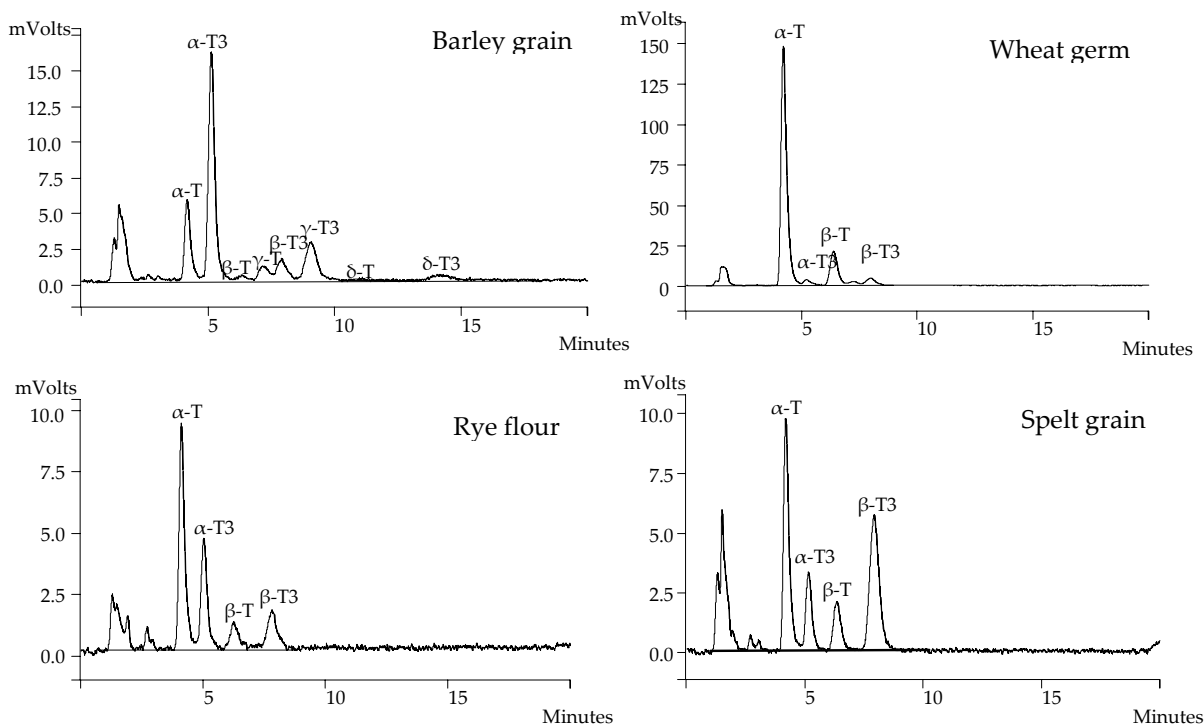 mVolts
Barley grain
α-T3
15.0
12.5
10.0
7.5
α-T
5.0
γ-T3
β-T3
2.5
γ-T
β-T
δ-T
δ-T3
0.0
5
10
15
Minutes
mVolts
α-T
Wheat germ
150
125
100
75
50
β-T
25
β-T3
α-T3
0
5
10
15
Minutes
mVolts
α-T
10.0
Rye flour
7.5
α-T3
5.0
2.5
β-T
β-T3
0.0
5
10
15
Minutes
mVolts
α-T
10.0
Spelt grain
7.5
β-T3
5.0
α-T3
β-T
2.5
0.0
5
10
15
Minutes